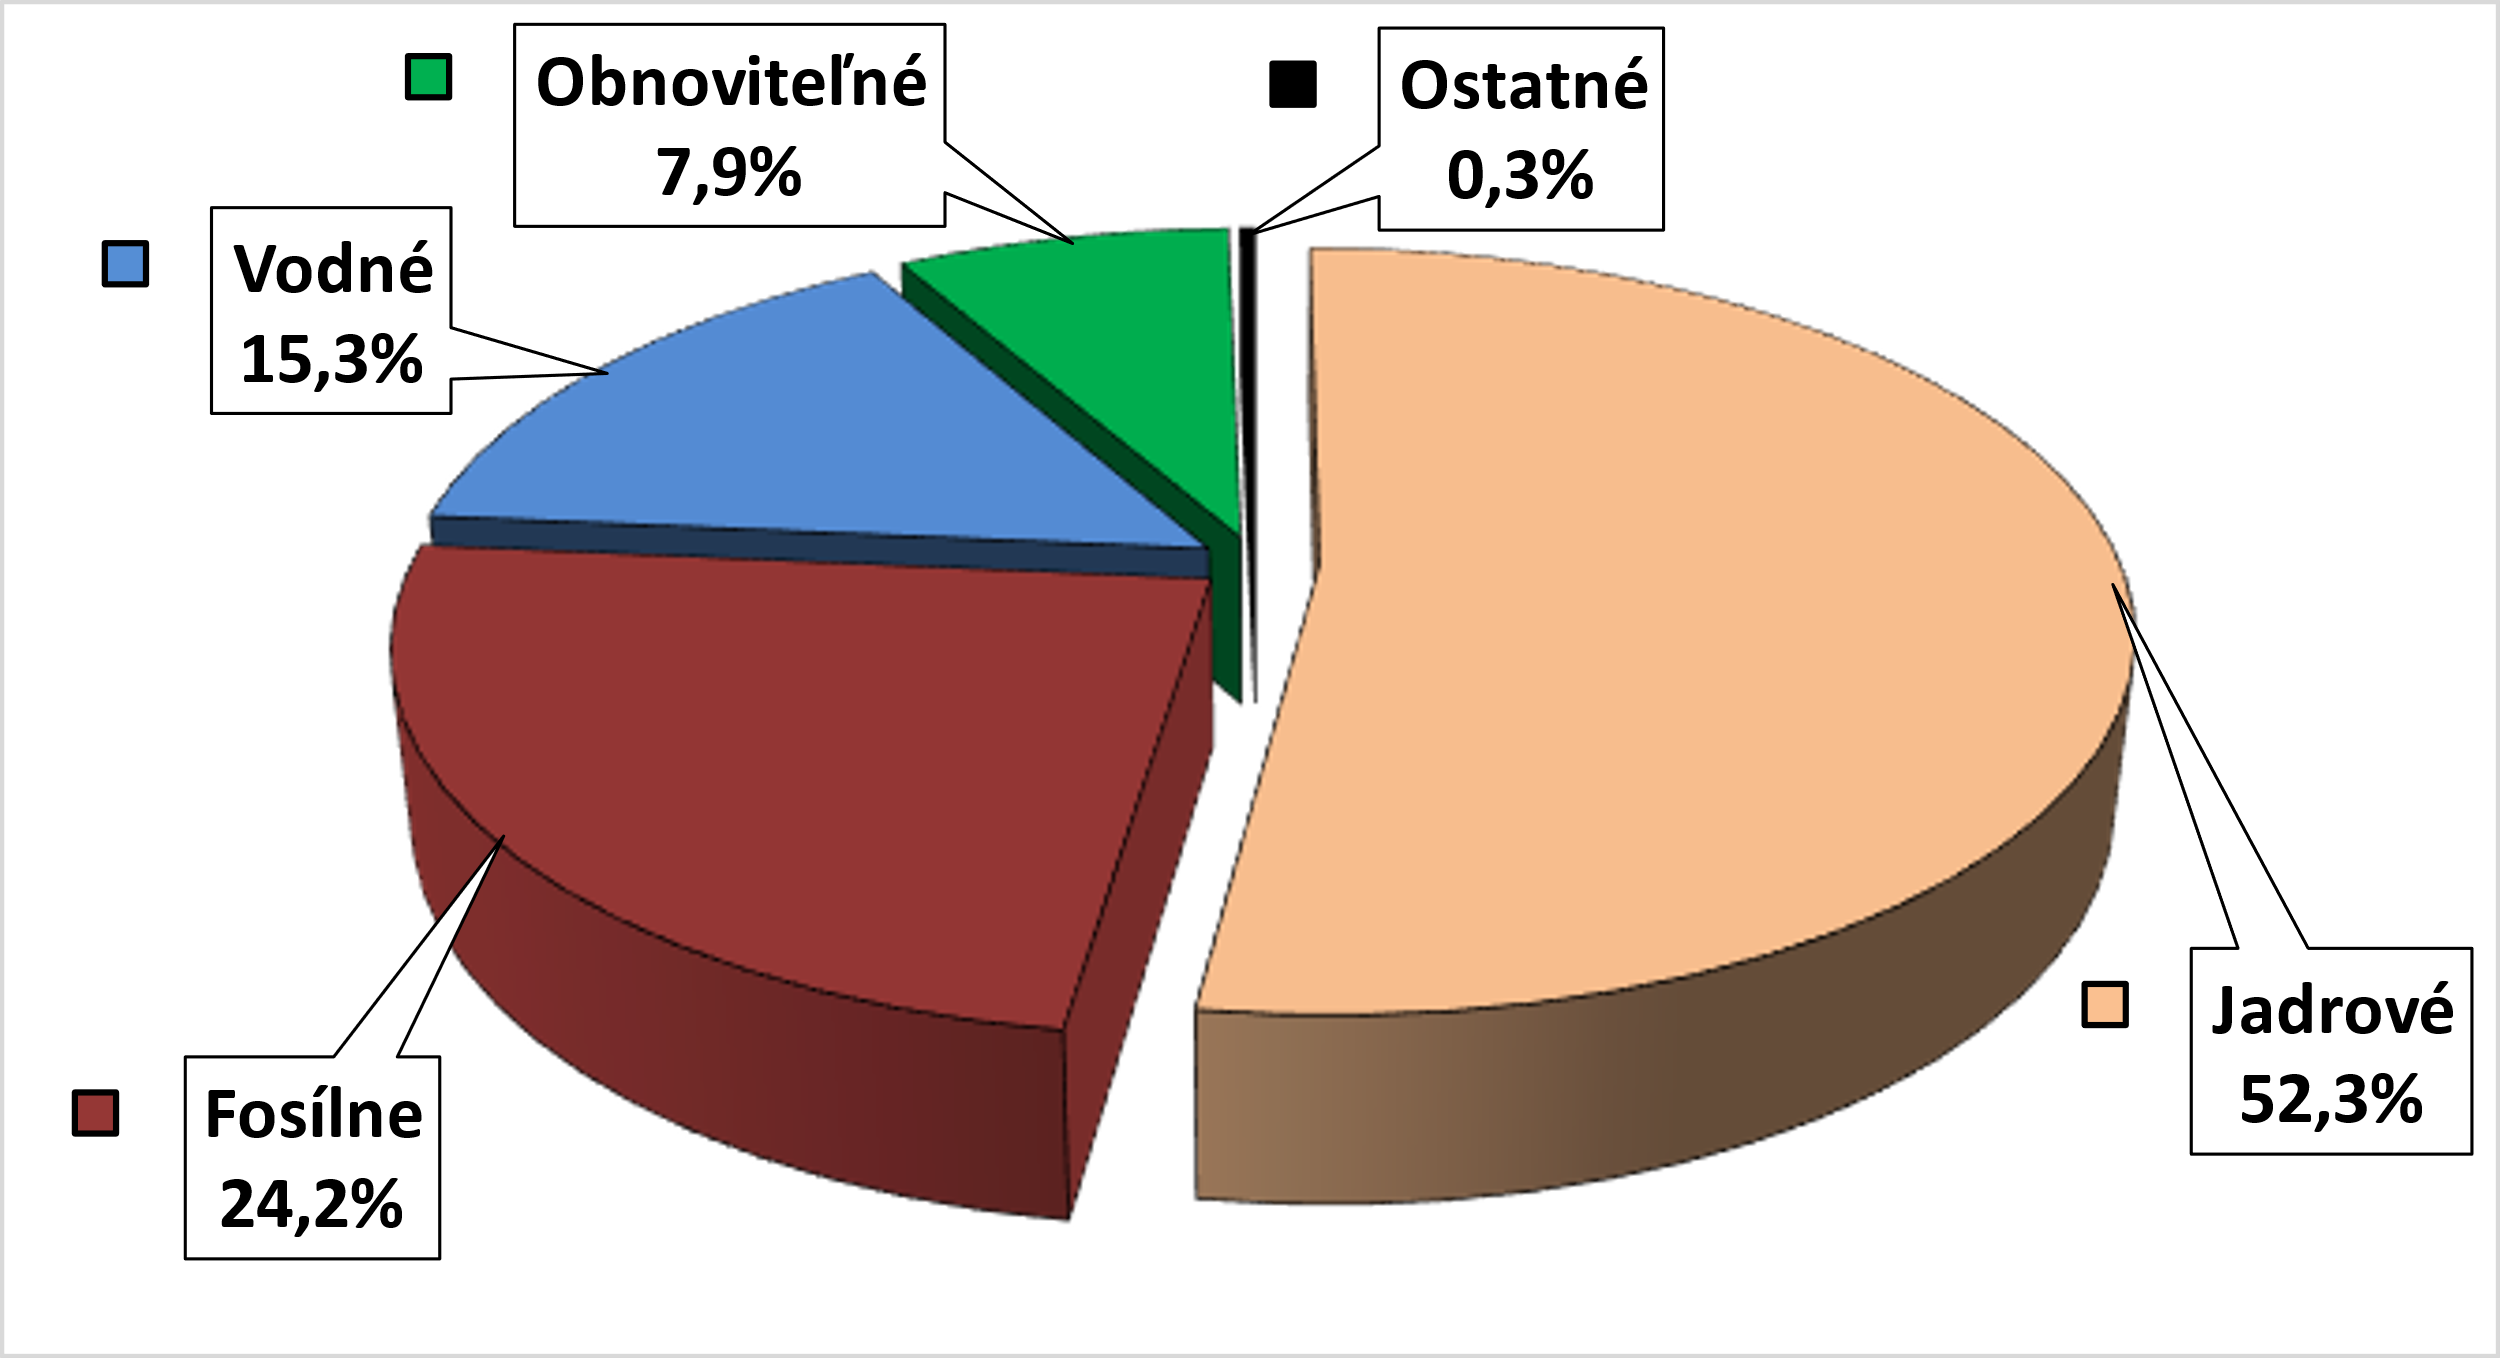 Obnoviteľné
7,9%
Ostatné
0,3%
Vodné
15,3%
Jadrové
52,3%
Fosílne
24,2%